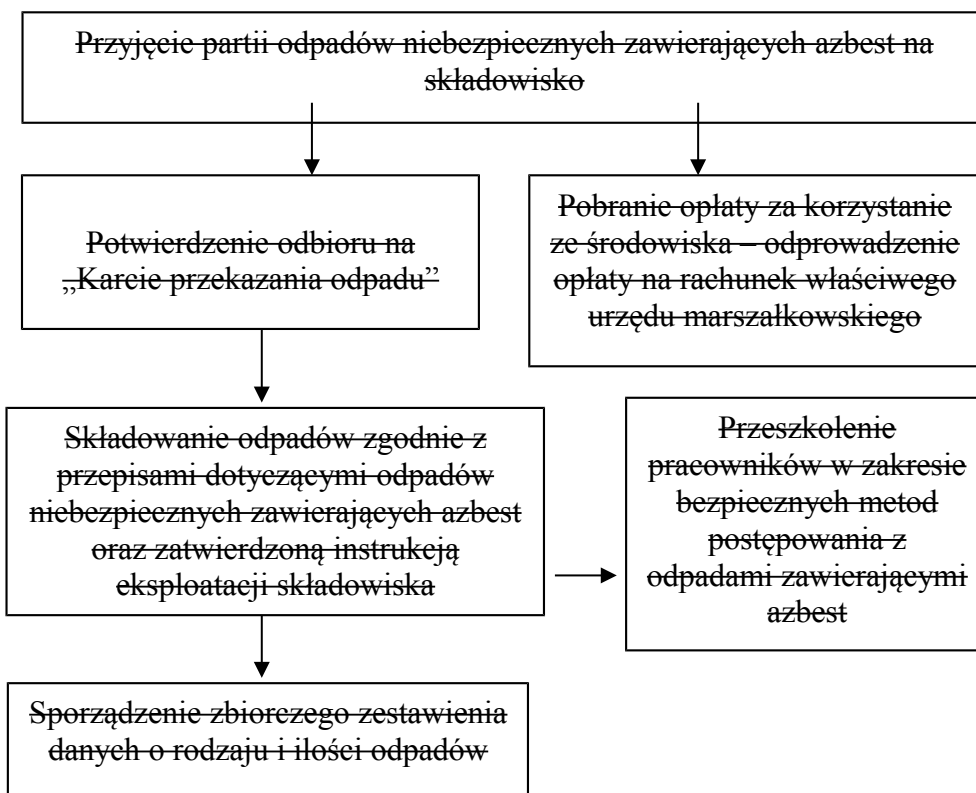 Przyjęcie partii odpadów niebezpiecznych zawierających azbest na
składowisko
Potwierdzenie odbioru na
„Karcie przekazania odpadu”
Pobranie opłaty za korzystanie
ze środowiska – odprowadzenie
opłaty na rachunek właściwego
urzędu marszałkowskiego
Składowanie odpadów zgodnie z
przepisami dotyczącymi odpadów
niebezpiecznych zawierających azbest
oraz zatwierdzoną instrukcją
eksploatacji składowiska
Przeszkolenie
pracowników w zakresie
bezpiecznych metod
postępowania z
odpadami zawierającymi
azbest
Sporządzenie zbiorczego zestawienia
danych o rodzaju i ilości odpadów